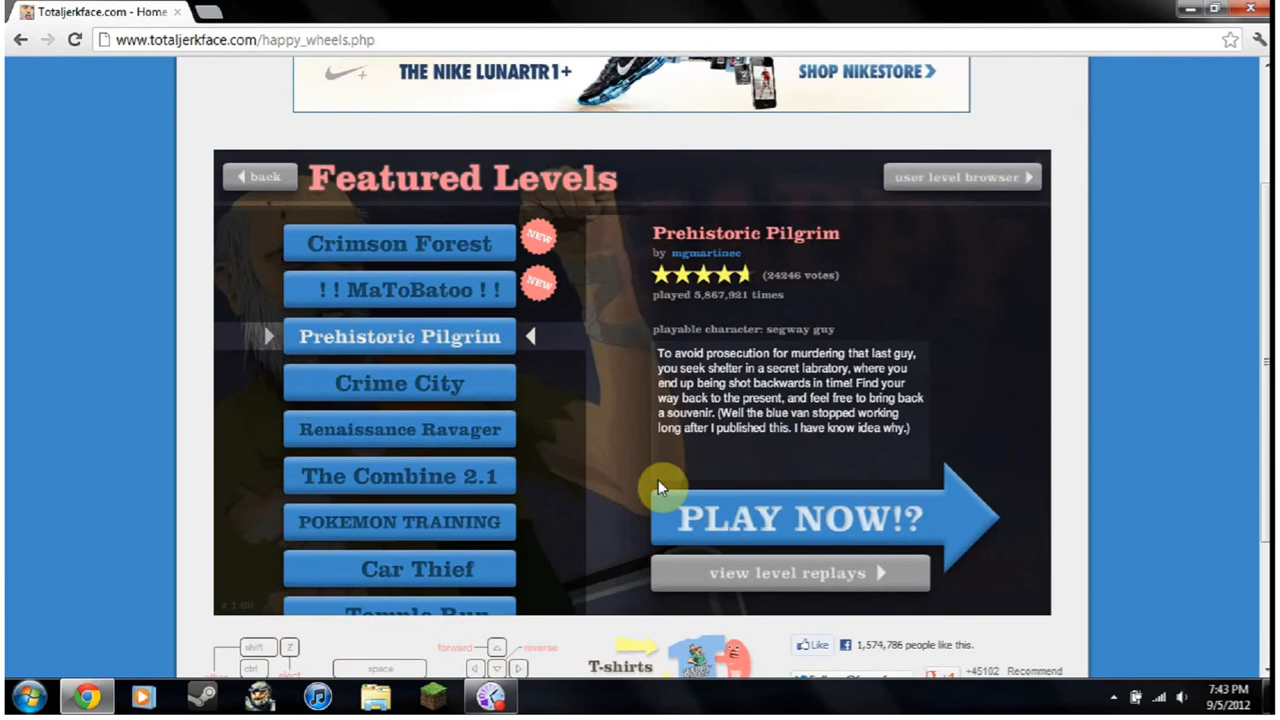 Totaljerkface.com - Home
www.totaljerkface.com/happy_wheels.php
THE NIKE LUNARTR1+
SHOP NIKESTORE
back
Featured Levels
user level browser
Crimson Forest
NEW
! ! MaToBatoo ! !
NEW
Prehistoric Pilgrim
Crime City
Renaissance Ravager
The Combine 2.1
POKEMON TRAINING
Car Thief
Temple Run
v 1.60
Prehistoric Pilgrim
by mgmartinec
(24246 votes)
played 5,867,921 times
playable character: segway guy
To avoid prosecution for murdering that last guy,
you seek shelter in a secret labratory, where you
end up being shot backwards in time! Find your
way back to the present, and feel free to bring back
a souvenir. (Well the blue van stopped working
long after I published this. I have know idea why.)
PLAY NOW!?
view level replays
shift
Z
ctrl
eject
space
forward
reverse
T-shirts
Like
1,574,786 people like this.
+45102 Recommend
7:43 PM
9/5/2012